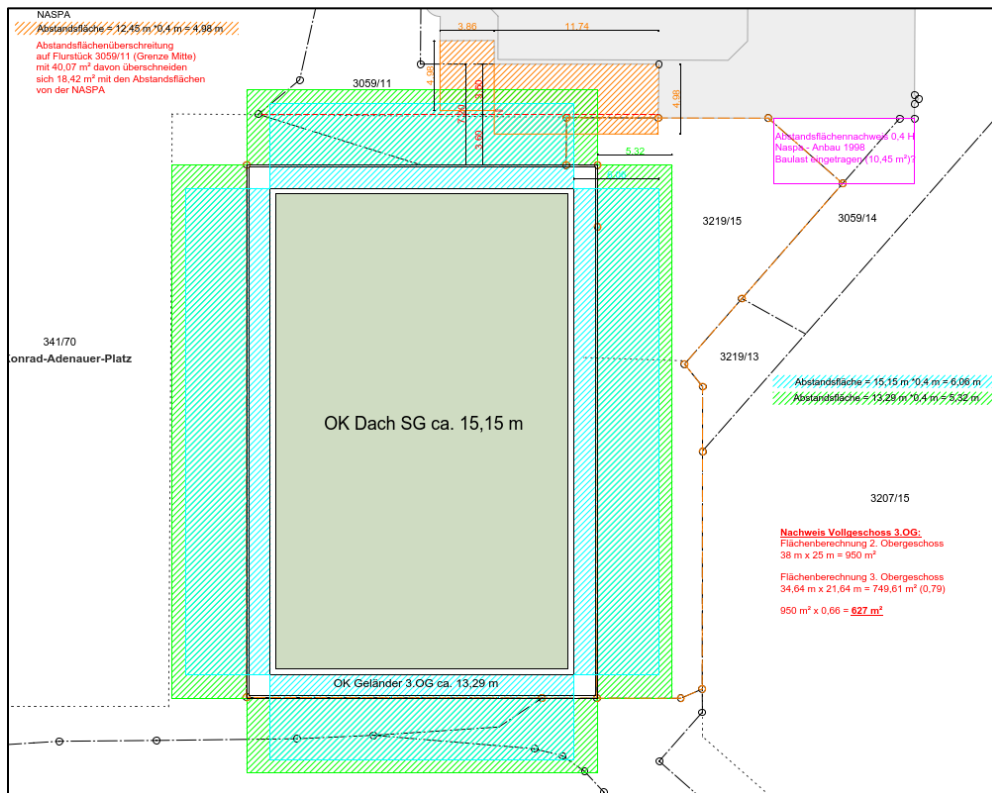 NASPA
Abstandsfläche = 12,45 m *0,4 m = 4,98 m
Abstandsflächenüberschreitung
auf Flurstück 3059/11 (Grenze Mitte)
mit 40,07 m² davon überschneiden
sich 18,42 m² mit den Abstandsflächen
von der NASPA
3.86
11.74
3059/11
4.98
3.60
4.98
3.60
5.32
Abstandsflächennachweis 0,4 H
Naspa - Anbau 1998
Baulast eingetragen (10,45 m²)?
3219/15
3059/14
341/70
Konrad-Adenauer-Platz
3219/13
Abstandsfläche = 15,15 m *0,4 m = 6,06 m
Abstandsfläche = 13,29 m *0,4 m = 5,32 m
OK Dach SG ca. 15,15 m
3207/15
Nachweis Vollgeschoss 3.OG:
Flächenberechnung 2. Obergeschoss
38 m x 25 m = 950 m²
Flächenberechnung 3. Obergeschoss
34,64 m x 21,64 m = 749,61 m² (0,79)
950 m² x 0,66 = 627 m²
OK Geländer 3.OG ca. 13,29 m